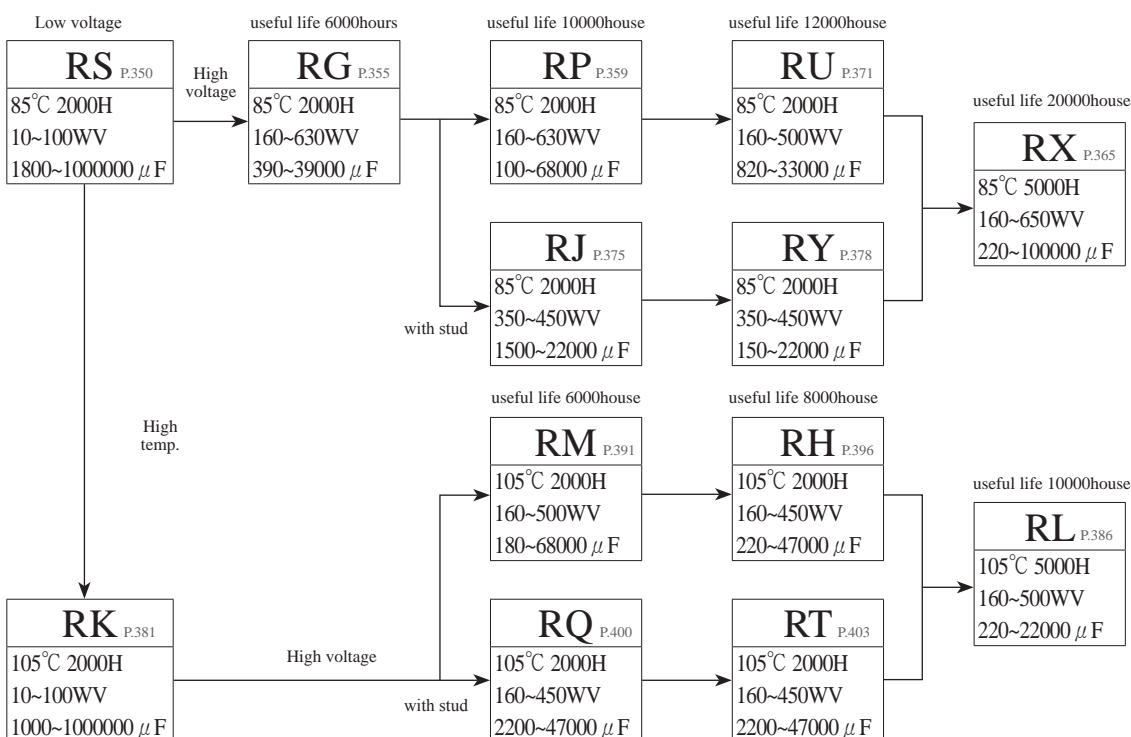 Low voltage
RS P.350
85℃ 2000H
10~100WV
1800~1000000 μF
High
voltage
useful life 6000hours
RG P.355
85℃ 2000H
160~630WV
390~39000 μF
useful life 10000house
RP P.359
85℃ 2000H
160~630WV
100~68000 μF
useful life 12000house
RU P.371
85℃ 2000H
160~500WV
820~33000 μF
useful life 20000house
RX P.365
85℃ 5000H
160~650WV
220~100000 μF
with stud
RJ P.375
85℃ 2000H
350~450WV
1500~22000 μF
RY P.378
85℃ 2000H
350~450WV
150~22000 μF
High
temp.
useful life 6000house
RM P.391
105℃ 2000H
160~500WV
180~68000 μF
useful life 8000house
RH P.396
105℃ 2000H
160~450WV
220~47000 μF
useful life 10000house
RL P.386
105℃ 5000H
160~500WV
220~22000 μF
RK P.381
105℃ 2000H
10~100WV
1000~1000000 μF
High voltage
with stud
RQ P.400
105℃ 2000H
160~450WV
2200~47000 μF
RT P.403
105℃ 2000H
160~450WV
2200~47000 μF